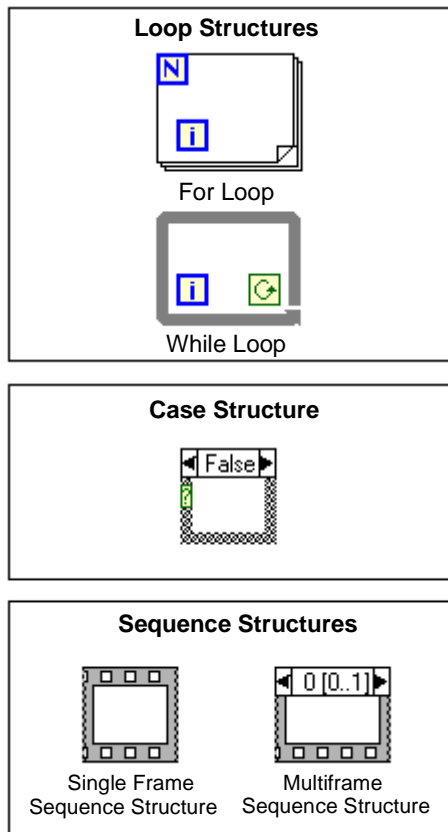 Loop Structures
N
i
For Loop
i
While Loop
Case Structure
False
?
Sequence Structures
0 [0..1]
Single Frame
Sequence Structure
Multiframe
Sequence Structure